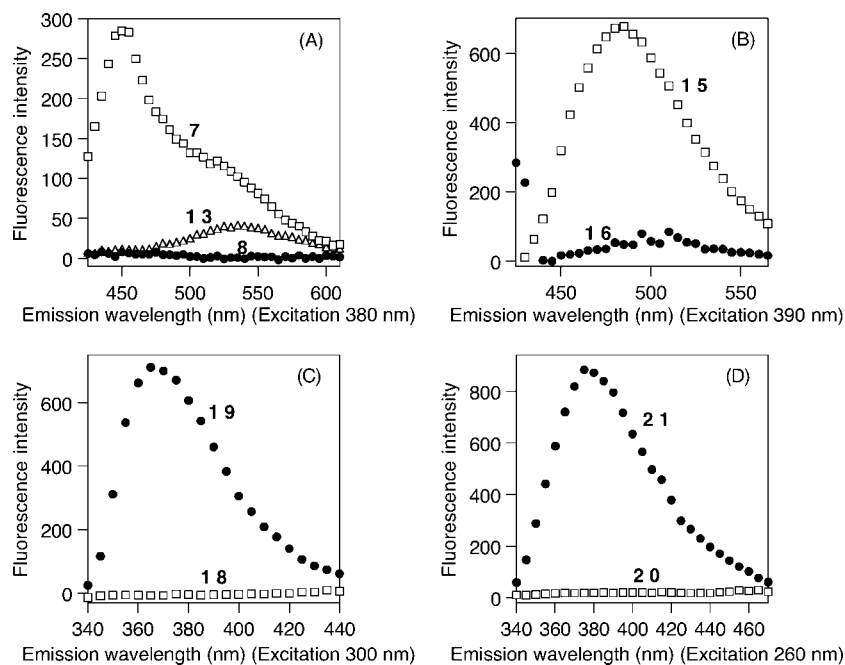 (A)
Fluorescence intensity
300
250
200
150
100
50
0
7
13
8
450 500 550 600
Emission wavelength (nm) (Excitation 380 nm)
(B)
Fluorescence intensity
600
400
200
0
15
16
450 500 550
Emission wavelength (nm) (Excitation 390 nm)
(C)
Fluorescence intensity
600
400
200
0
19
18
340 360 380 400 420 440
Emission wavelength (nm) (Excitation 300 nm)
(D)
Fluorescence intensity
800
600
400
200
0
21
20
340 360 380 400 420 440 460
Emission wavelength (nm) (Excitation 260 nm)